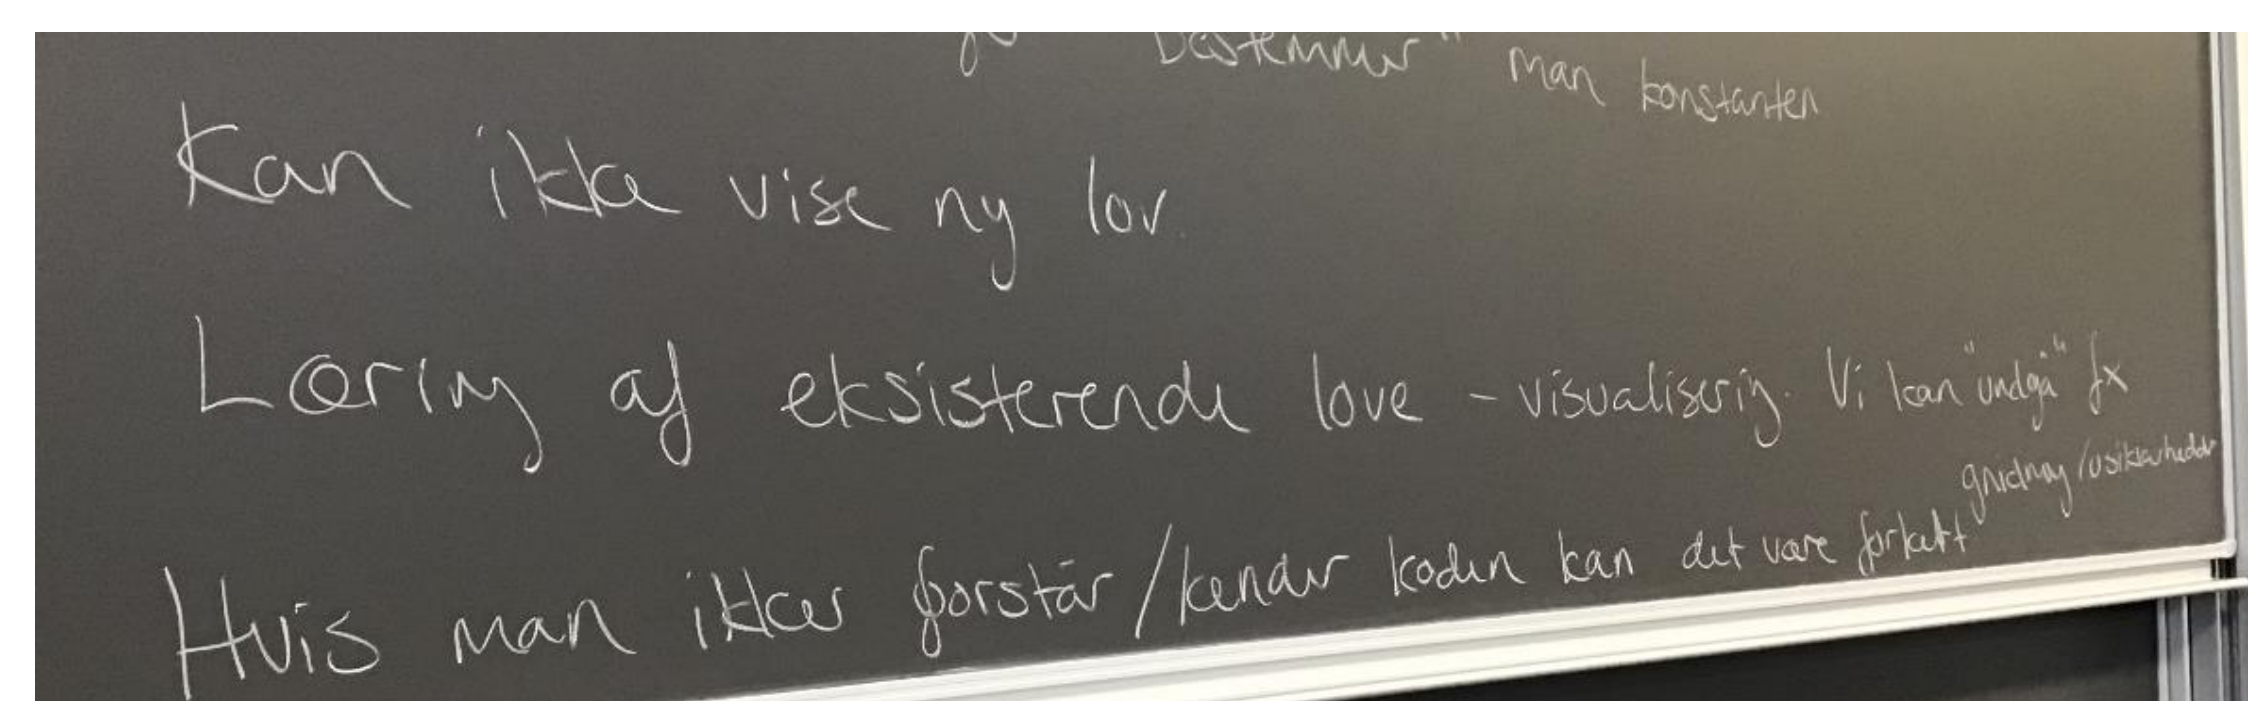 bestemmer" man konstanten
Kan ikke vise ny lov.
Læring af eksisterende love - visualisering. Vi kan "undgå" fx
gnidning/usikkerheder
Hvis man ikker forstår/kender koden kan det være forkert